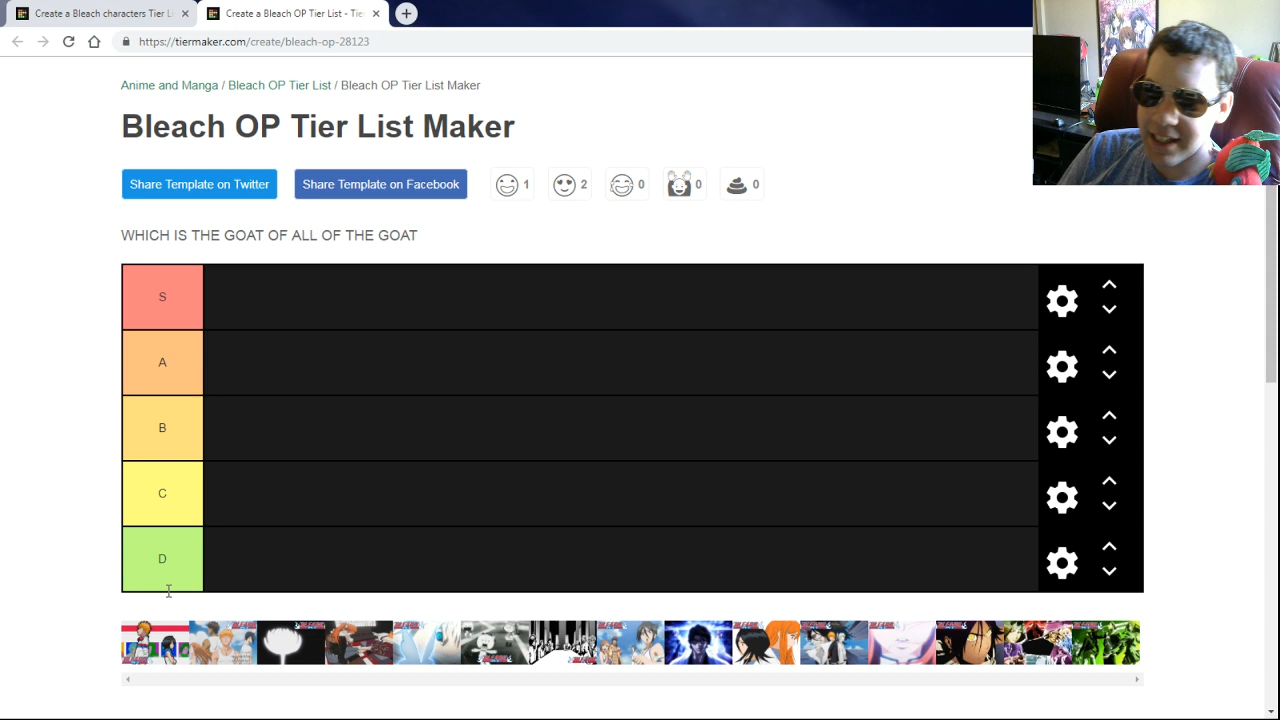 Create a Bleach characters Tier Li
Create a Bleach OP Tier List - Tie
https://tiermaker.com/create/bleach-op-28123
Anime and Manga / Bleach OP Tier List / Bleach OP Tier List Maker
Bleach OP Tier List Maker
Share Template on Twitter
Share Template on Facebook
1
2
0
0
0
WHICH IS THE GOAT OF ALL OF THE GOAT
S
A
B
C
D